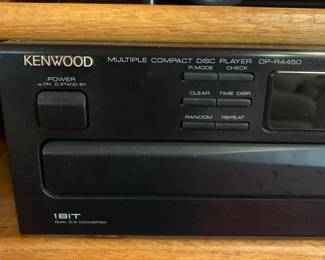 KENWOOD MULTIPLE COMPACT DISC PLAYER DP-R4450
P.MODE CHECK
POWER
ON STAND BY
CLEAR TIME DISP.
RANDOM REPEAT
1BIT
DUAL D/A CONVERTER